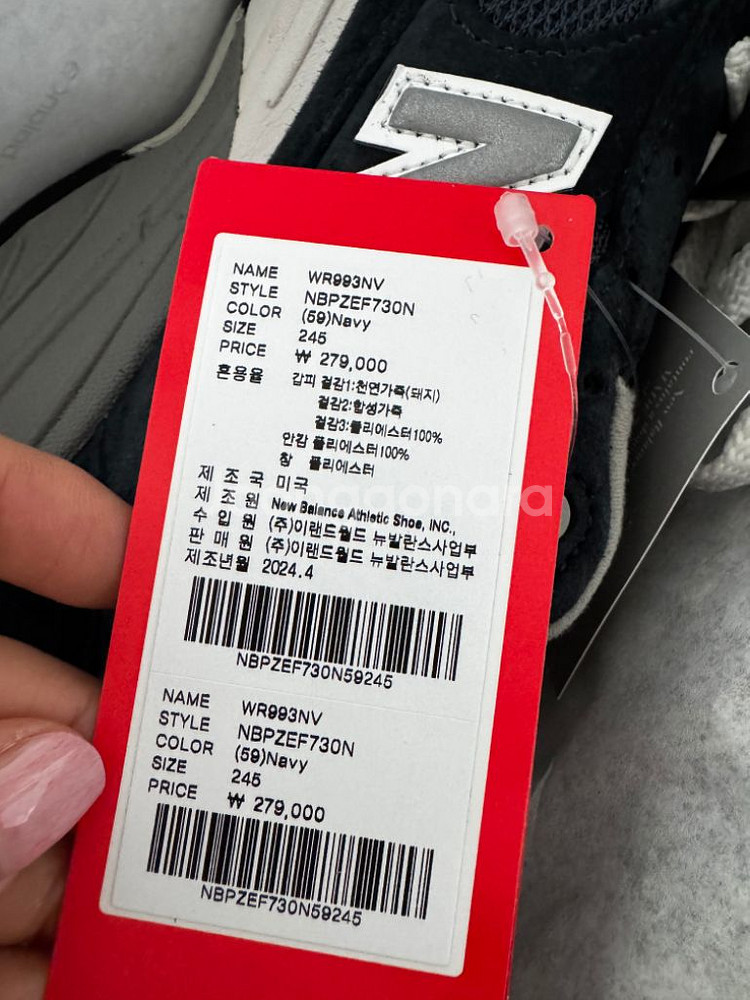 NAME WR993NV
STYLE NBPZEF730N
COLOR (59)Navy
SIZE 245
PRICE ₩ 279,000
혼용율 갑피 겉감1:천연가죽(돼지)
겉감2:합성가죽
겉감3:폴리에스터100%
안감 폴리에스터100%
창 폴리에스터
제조국 미국
제조원 New Balance Athletic Shoe, INC.,
수입원 (주)이랜드월드 뉴발란스사업부
판매원 (주)이랜드월드 뉴발란스사업부
제조년월 2024.4
NBPZEF730N59245
NAME WR993NV
STYLE NBPZEF730N
COLOR (59)Navy
SIZE 245
PRICE ₩ 279,000
NBPZEF730N59245